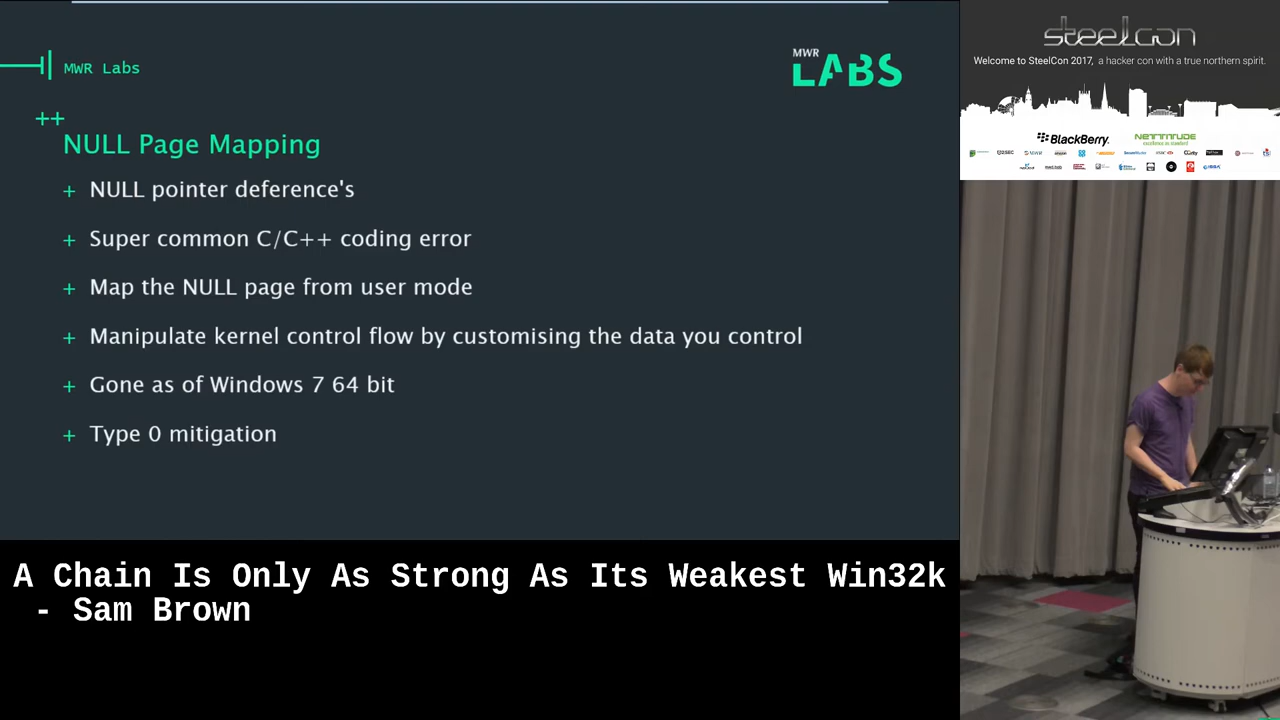 MWR Labs
MWR
LABS
++
NULL Page Mapping
+ NULL pointer deference's
+ Super common C/C++ coding error
+ Map the NULL page from user mode
+ Manipulate kernel control flow by customising the data you control
+ Gone as of Windows 7 64 bit
+ Type 0 mitigation
steelcon
Welcome to SteelCon 2017, a hacker con with a true northern spirit.
BlackBerry.
NETTITUDE
A Chain Is Only As Strong As Its Weakest Win32k
- Sam Brown